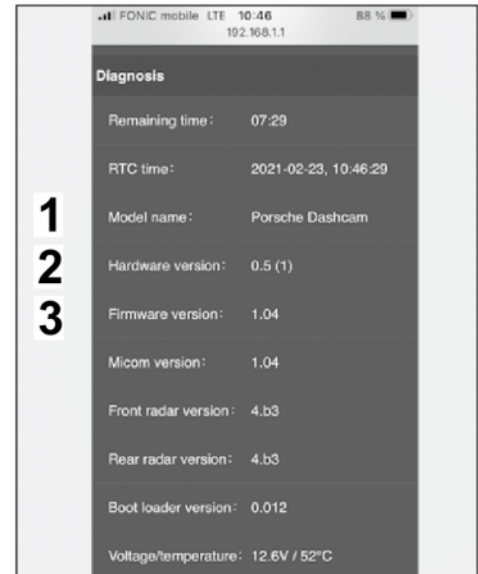 FONIC mobile LTE 10:46 88 %
192.168.1.1
Diagnosis
Remaining time: 07:29
RTC time: 2021-02-23, 10:46:29
1 Model name: Porsche Dashcam
2 Hardware version: 0.5 (1)
3 Firmware version: 1.04
Micom version: 1.04
Front radar version: 4.b3
Rear radar version: 4.b3
Boot loader version: 0.012
Voltage/temperature: 12.6V / 52°C